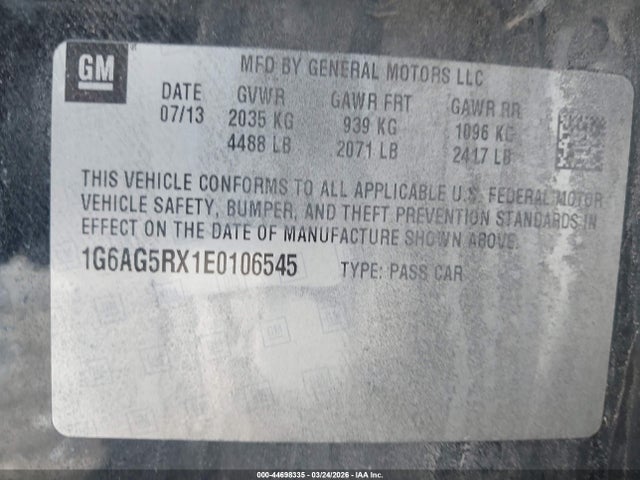 GM
MFD BY GENERAL MOTORS LLC
DATE GVWR GAWR FRT GAWR RR
07/13 2035 KG 939 KG 1096 KG
4488 LB 2071 LB 2417 LB
THIS VEHICLE CONFORMS TO ALL APPLICABLE U.S. FEDERAL MOTOR
VEHICLE SAFETY, BUMPER, AND THEFT PREVENTION STANDARDS IN
EFFECT ON THE DATE OF MANUFACTURE SHOWN ABOVE.
1G6AG5RX1E0106545 TYPE: PASS CAR
000-44698335 - 03/24/2026 - IAAI.com